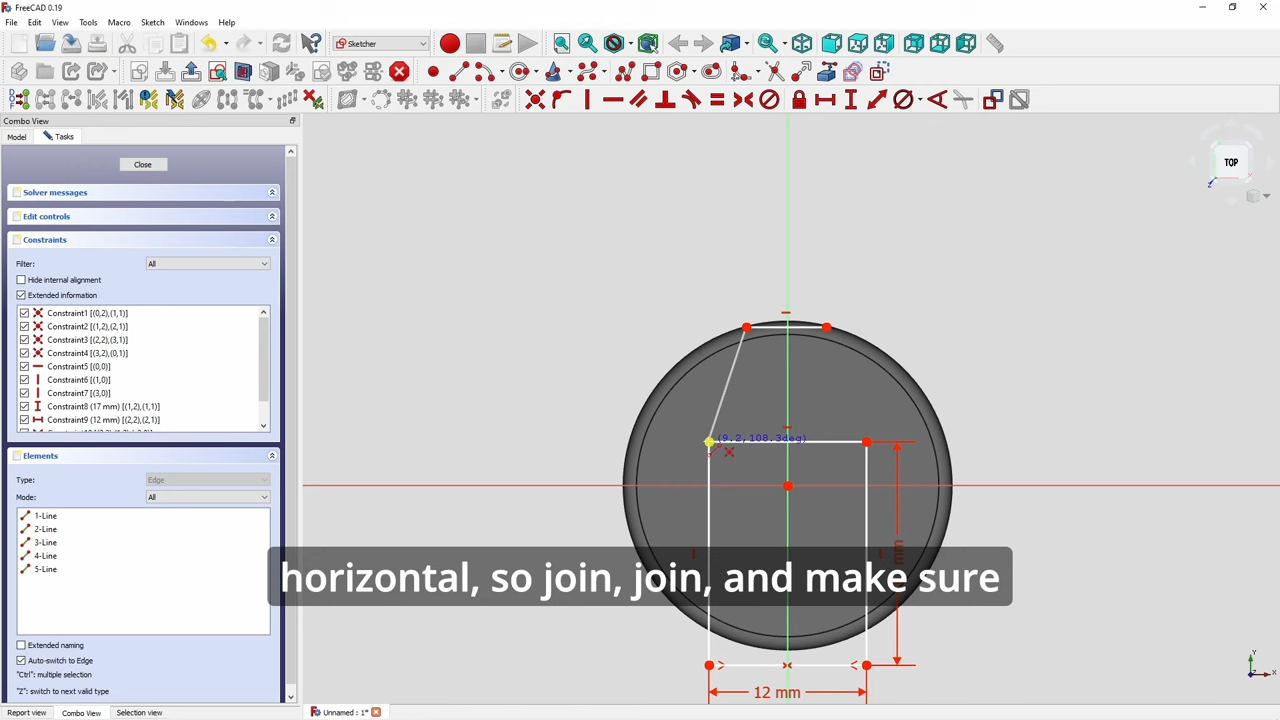 FreeCAD 0.19
File Edit View Tools Macro Sketch Windows Help
Sketcher
Combo View
Model Tasks
Close
Solver messages
Edit controls
Constraints
Filter: All
Hide internal alignment
Extended information
Constraint1 [(0,2),(1,1)]
Constraint2 [(1,2),(2,1)]
Constraint3 [(2,2),(3,1)]
Constraint4 [(3,2),(0,1)]
Constraint5 [(0,0)]
Constraint6 [(1,0)]
Constraint7 [(3,0)]
Constraint8 (17 mm) [(1,2),(1,1)]
Constraint9 (12 mm) [(2,2),(2,1)]
Elements
Type: Edge
Mode: All
1-Line
2-Line
3-Line
4-Line
5-Line
Extended naming
Auto-switch to Edge
"Ctrl": multiple selection
"Z": switch to next valid type
Report view Combo View Selection view
Unnamed : 1*
TOP
(9.2,108.3deg)
mm
12 mm
horizontal, so join, join, and make sure
Y
Z
X